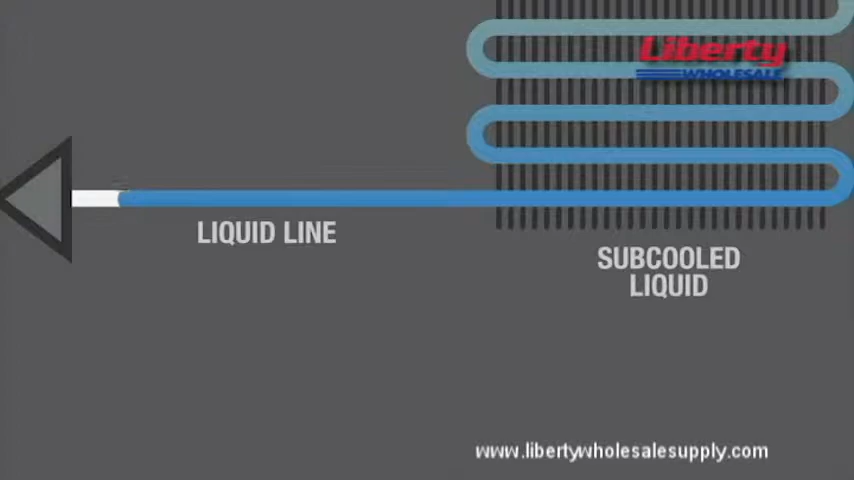 Liberty
WHOLESALE
LIQUID LINE
SUBCOOLED
LIQUID
www.libertywholesalesupply.com